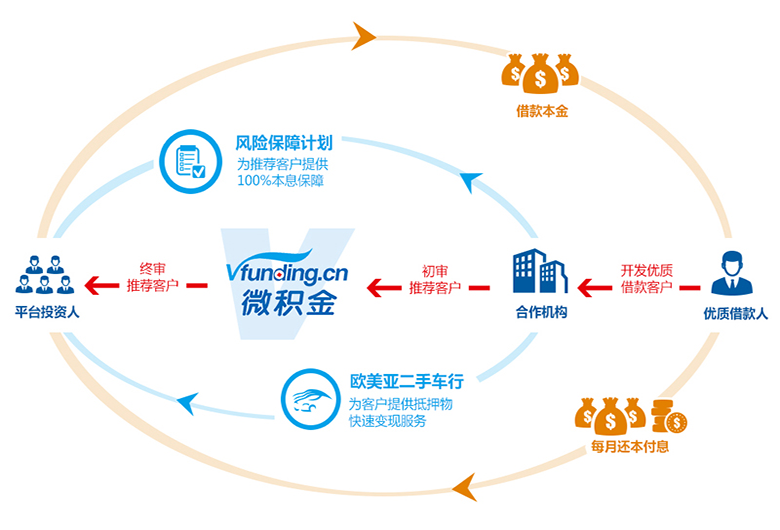 借款本金
风险保障计划
为推荐客户提供
100%本息保障
终审
推荐客户
Vfunding.cn
微积金
初审
推荐客户
开发优质
借款客户
平台投资人
合作机构
优质借款人
欧美亚二手车行
为客户提供抵押物
快速变现服务
每月还本付息